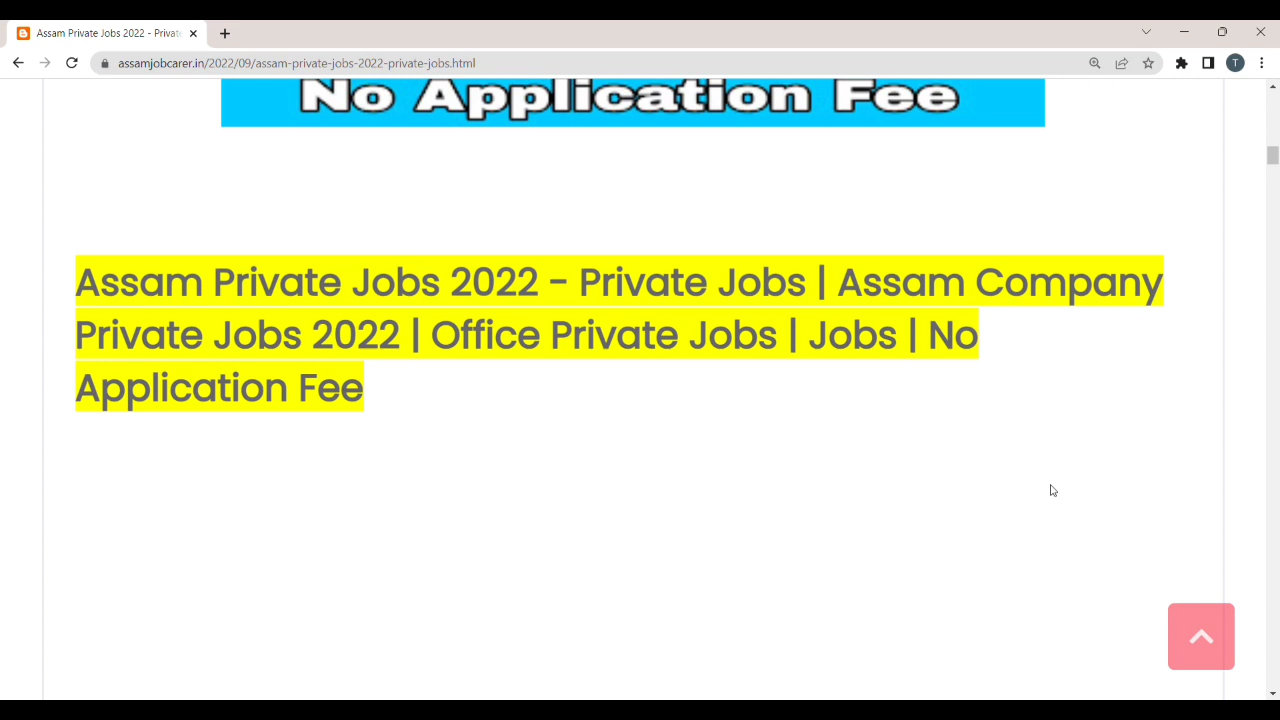 Assam Private Jobs 2022 - Privat
assamjobcarer.in/2022/09/assam-private-jobs-2022-private-jobs.html
T
No Application Fee
Assam Private Jobs 2022 - Private Jobs | Assam Company
Private Jobs 2022 | Office Private Jobs | Jobs | No
Application Fee